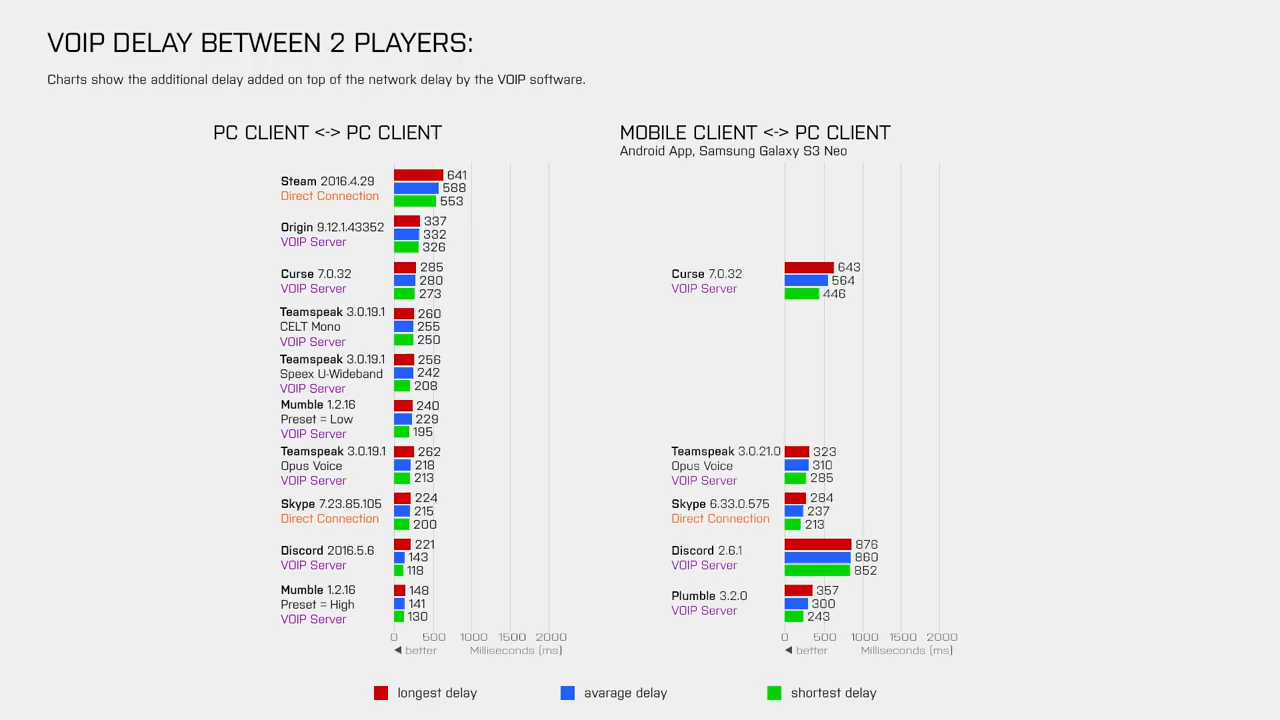 VOIP DELAY BETWEEN 2 PLAYERS:
Charts show the additional delay added on top of the network delay by the VOIP software.
PC CLIENT <-> PC CLIENT
Steam 2016.4.29
Direct Connection
641
588
553
Origin 9.12.1.43352
VOIP Server
337
332
326
Curse 7.0.32
VOIP Server
285
280
273
Teamspeak 3.0.19.1
CELT Mono
VOIP Server
260
255
250
Teamspeak 3.0.19.1
Speex U-Wideband
VOIP Server
256
242
208
Mumble 1.2.16
Preset = Low
VOIP Server
240
229
195
Teamspeak 3.0.19.1
Opus Voice
VOIP Server
262
218
213
Skype 7.23.85.105
Direct Connection
224
215
200
Discord 2016.5.6
VOIP Server
221
143
118
Mumble 1.2.16
Preset = High
VOIP Server
148
141
130
0 500 1000 1500 2000
◀ better Milliseconds (ms)
MOBILE CLIENT <-> PC CLIENT
Android App, Samsung Galaxy S3 Neo
Curse 7.0.32
VOIP Server
643
564
446
Teamspeak 3.0.21.0
Opus Voice
VOIP Server
323
310
285
Skype 6.33.0.575
Direct Connection
284
237
213
Discord 2.6.1
VOIP Server
876
860
852
Plumble 3.2.0
VOIP Server
357
300
243
0 500 1000 1500 2000
◀ better Milliseconds (ms)
longest delay avarage delay shortest delay